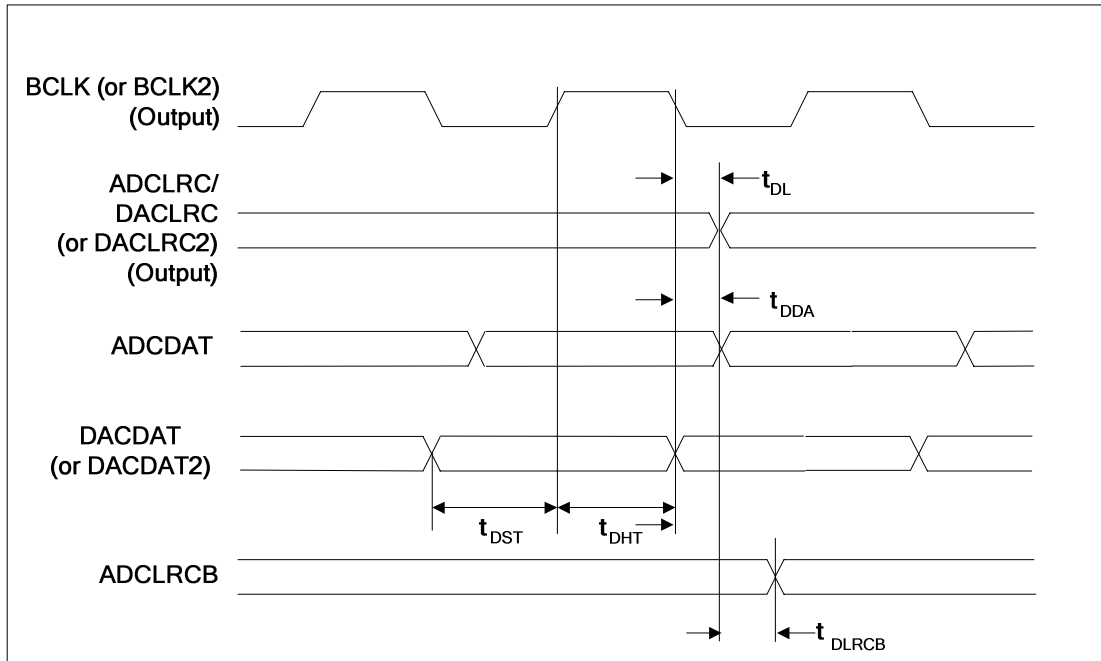 BCLK (or BCLK2)
(Output)
ADCLRC/
DACLRC
(or DACLRC2)
(Output)
tDL
tDDA
ADCDAT
DACDAT
(or DACDAT2)
tDST
tDHT
ADCLRCB
tDLRCB